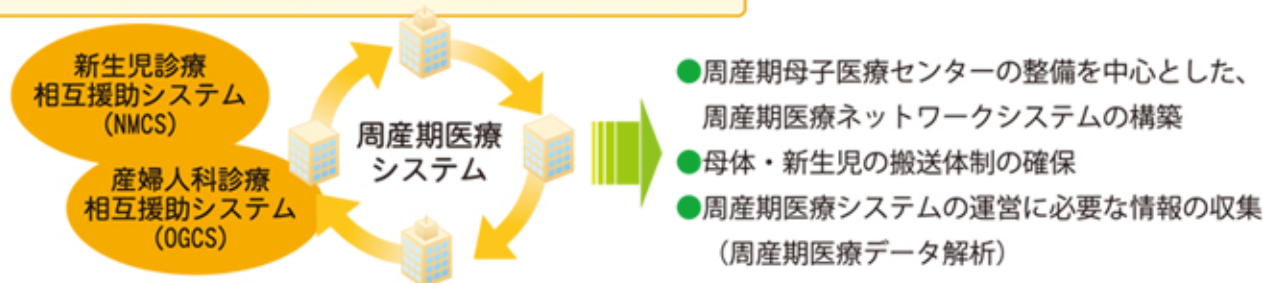 新生児診療
相互援助システム
(NMCS)
産婦人科診療
相互援助システム
(OGCS)
周産期医療
システム
●周産期母子医療センターの整備を中心とした、
周産期医療ネットワークシステムの構築
●母体・新生児の搬送体制の確保
●周産期医療システムの運営に必要な情報の収集
（周産期医療データ解析）